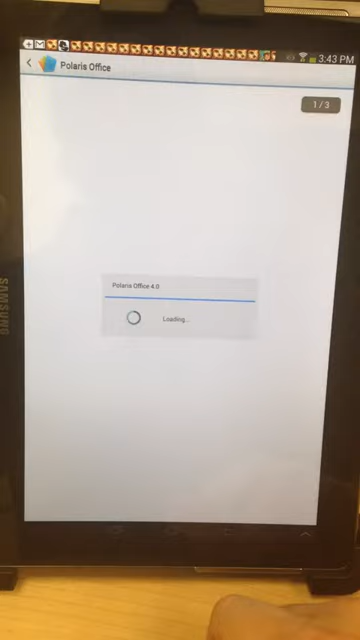 3:43 PM
Polaris Office
1/3
Polaris Office 4.0
Loading...
SAMSUNG